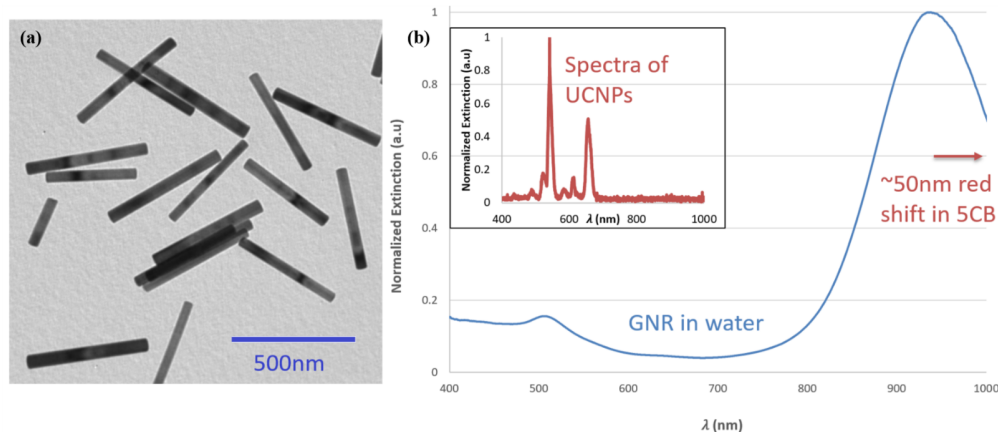 (a)
500nm
(b)
Normalized Extinction (a.u)
1
0.8
0.6
0.4
0.2
0
400
500
600
700
800
900
1000
λ (nm)
GNR in water
~50nm red
shift in 5CB
Normalized Extinction (a.u)
1
0.8
0.6
0.4
0.2
0
400
600
800
1000
λ (nm)
Spectra of
UCNPs